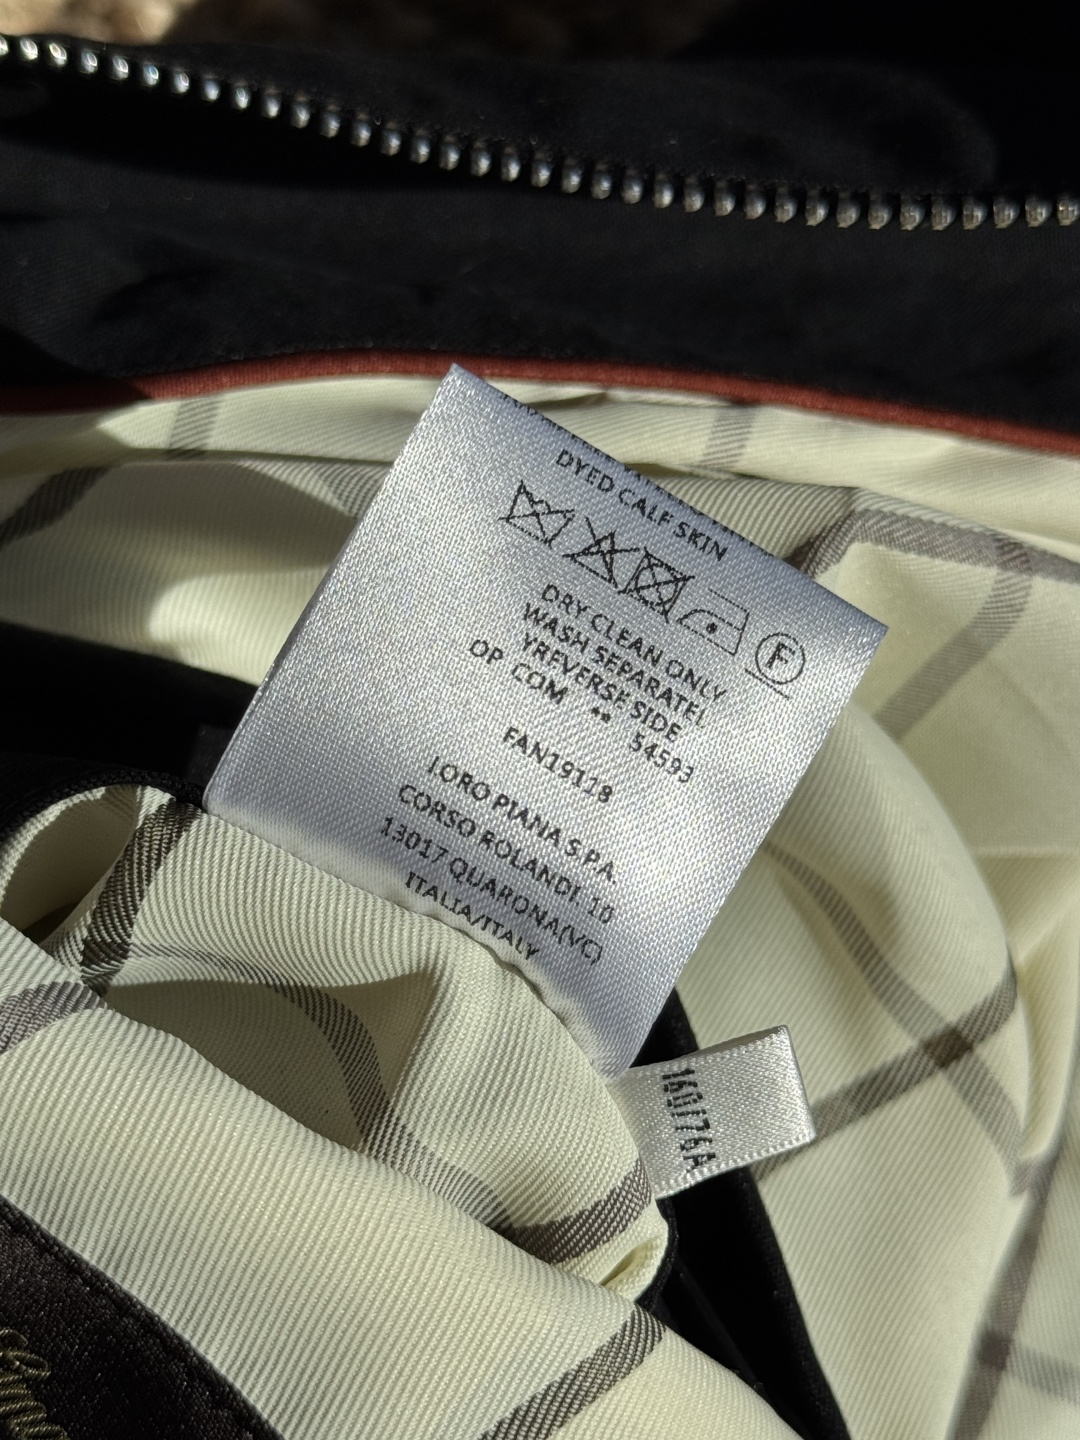 DYED CALF SKIN
DRY CLEAN ONLY
WASH SEPARATEL
YRFVERSE SIDE
OP COM ** 54593
FAN19118
LORO PIANA S.P.A.
CORSO ROLANDI, 10
13017 QUARONA(VC)
ITALIA/ITALY
F
160/76A